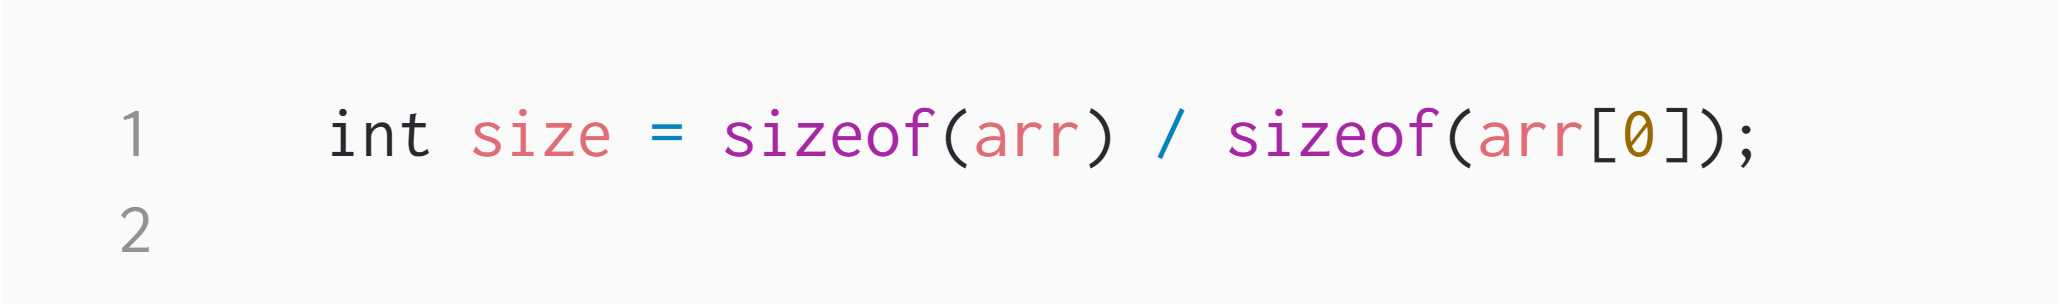 1 int size = sizeof(arr) / sizeof(arr[0]);
2